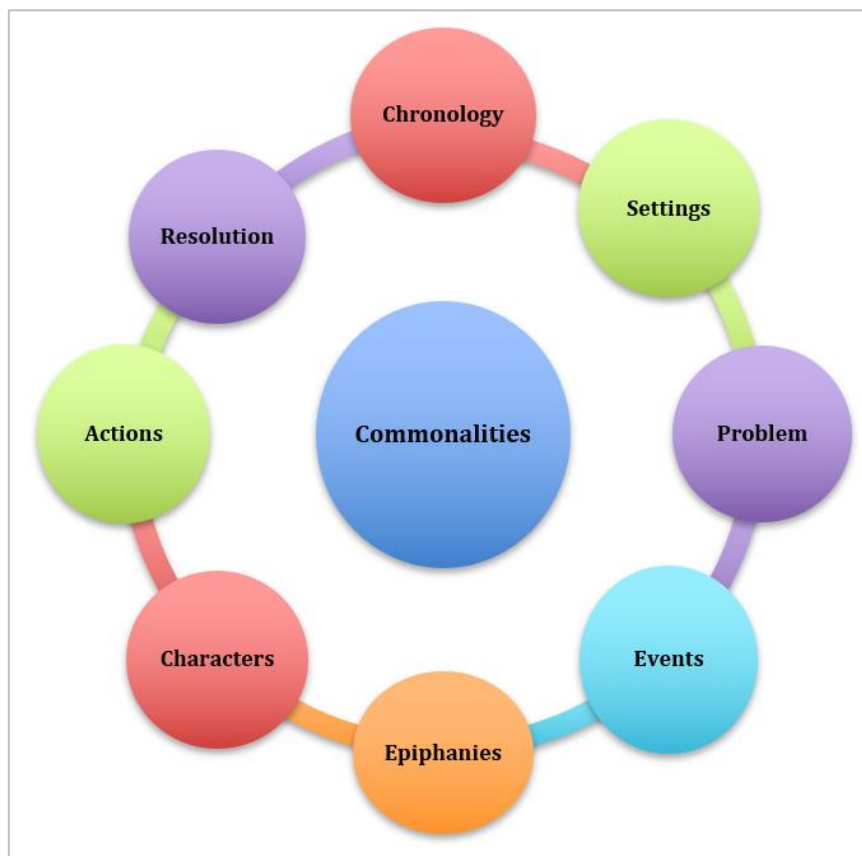 Chronology
Settings
Problem
Events
Epiphanies
Characters
Actions
Resolution
Commonalities